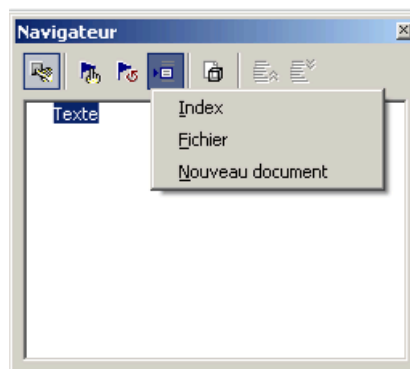 Navigateur
Texte
Index
Fichier
Nouveau document